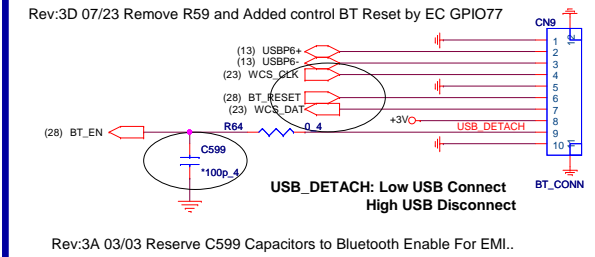 Rev:3D 07/23 Remove R59 and Added control BT Reset by EC GPIO77
CN9
12
1
(13) USBP6+
2
(13) USBP6-
3
(23) WCS_CLK
4
5
(28) BT_RESET
6
(23) WCS_DAT
7
+3VO
8
(28) BT_EN
R64
0_4
USB_DETACH
9
10
11
C599
*100p_4
BT_CONN
USB_DETACH: Low USB Connect
High USB Disconnect
Rev:3A 03/03 Reserve C599 Capacitors to Bluetooth Enable For EMI..